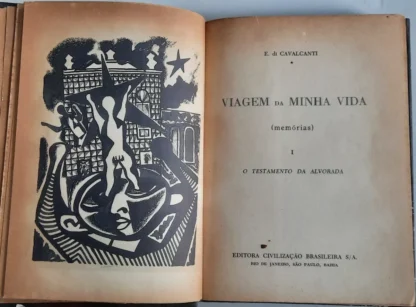 E. di CAVALCANTI
VIAGEM DA MINHA VIDA
(memórias)
I
O TESTAMENTO DA ALVORADA
EDITORA CIVILIZAÇÃO BRASILEIRA S/A.
RIO DE JANEIRO, SÃO PAULO, BAHIA